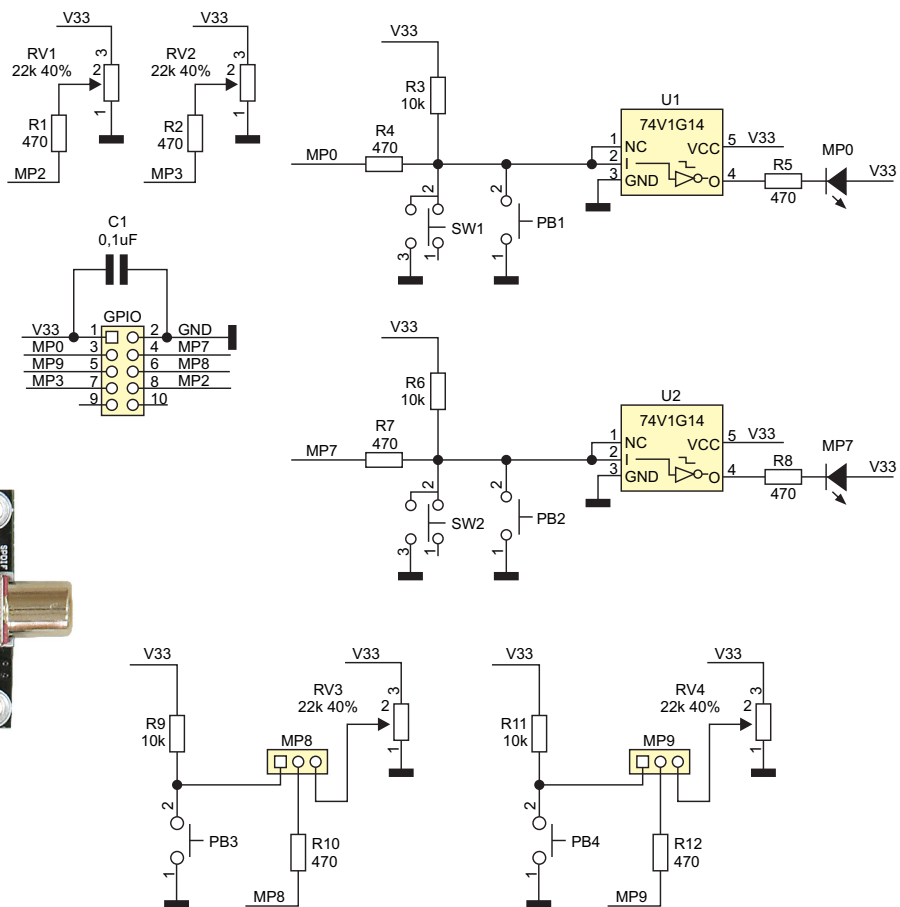 V33
RV1
22k 40%
3
2
1
R1
470
MP2
V33
RV2
22k 40%
3
2
1
R2
470
MP3
V33
R3
10k
R4
470
MP0
2
SW1
3
1
2
PB1
1
U1
74V1G14
1
NC
2
I
3
GND
VCC
5
V33
O
4
R5
470
MP0
V33
C1
0,1uF
GPIO
V33 1 2 GND
MP0 3 4 MP7
MP9 5 6 MP8
MP3 7 8 MP2
9 10
V33
R6
10k
R7
470
MP7
2
SW2
3
1
2
PB2
1
U2
74V1G14
1
NC
2
I
3
GND
VCC
5
V33
O
4
R8
470
MP7
V33
SPDIF
V33
R9
10k
2
PB3
1
MP8
R10
470
MP8
V33
RV3
22k 40%
3
2
1
V33
R11
10k
2
PB4
1
MP9
R12
470
MP9
V33
RV4
22k 40%
3
2
1